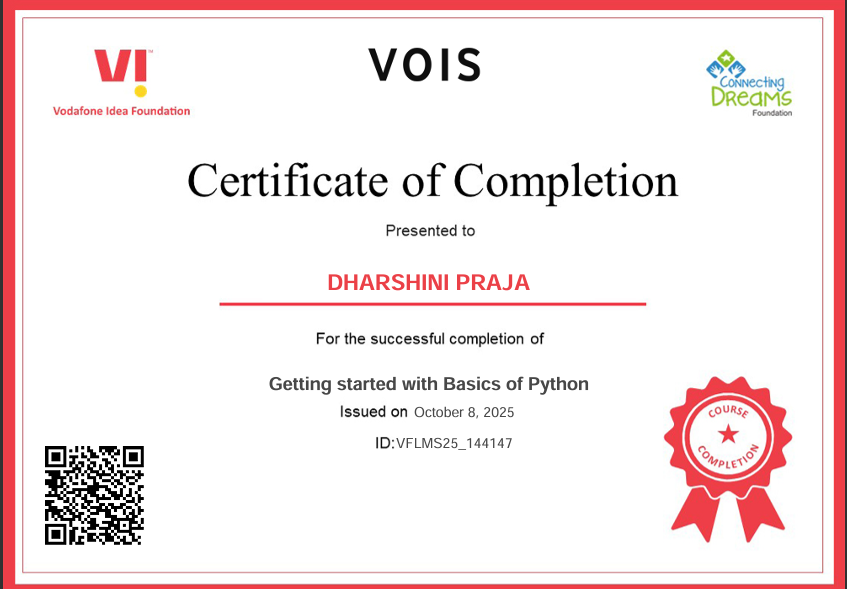 VI™
Vodafone Idea Foundation
VOIS
CONNECTING
DREAMS
Foundation
Certificate of Completion
Presented to
DHARSHINI PRAJA
For the successful completion of
Getting started with Basics of Python
Issued on October 8, 2025
ID:VFLMS25_144147
COURSE
COMPLETION